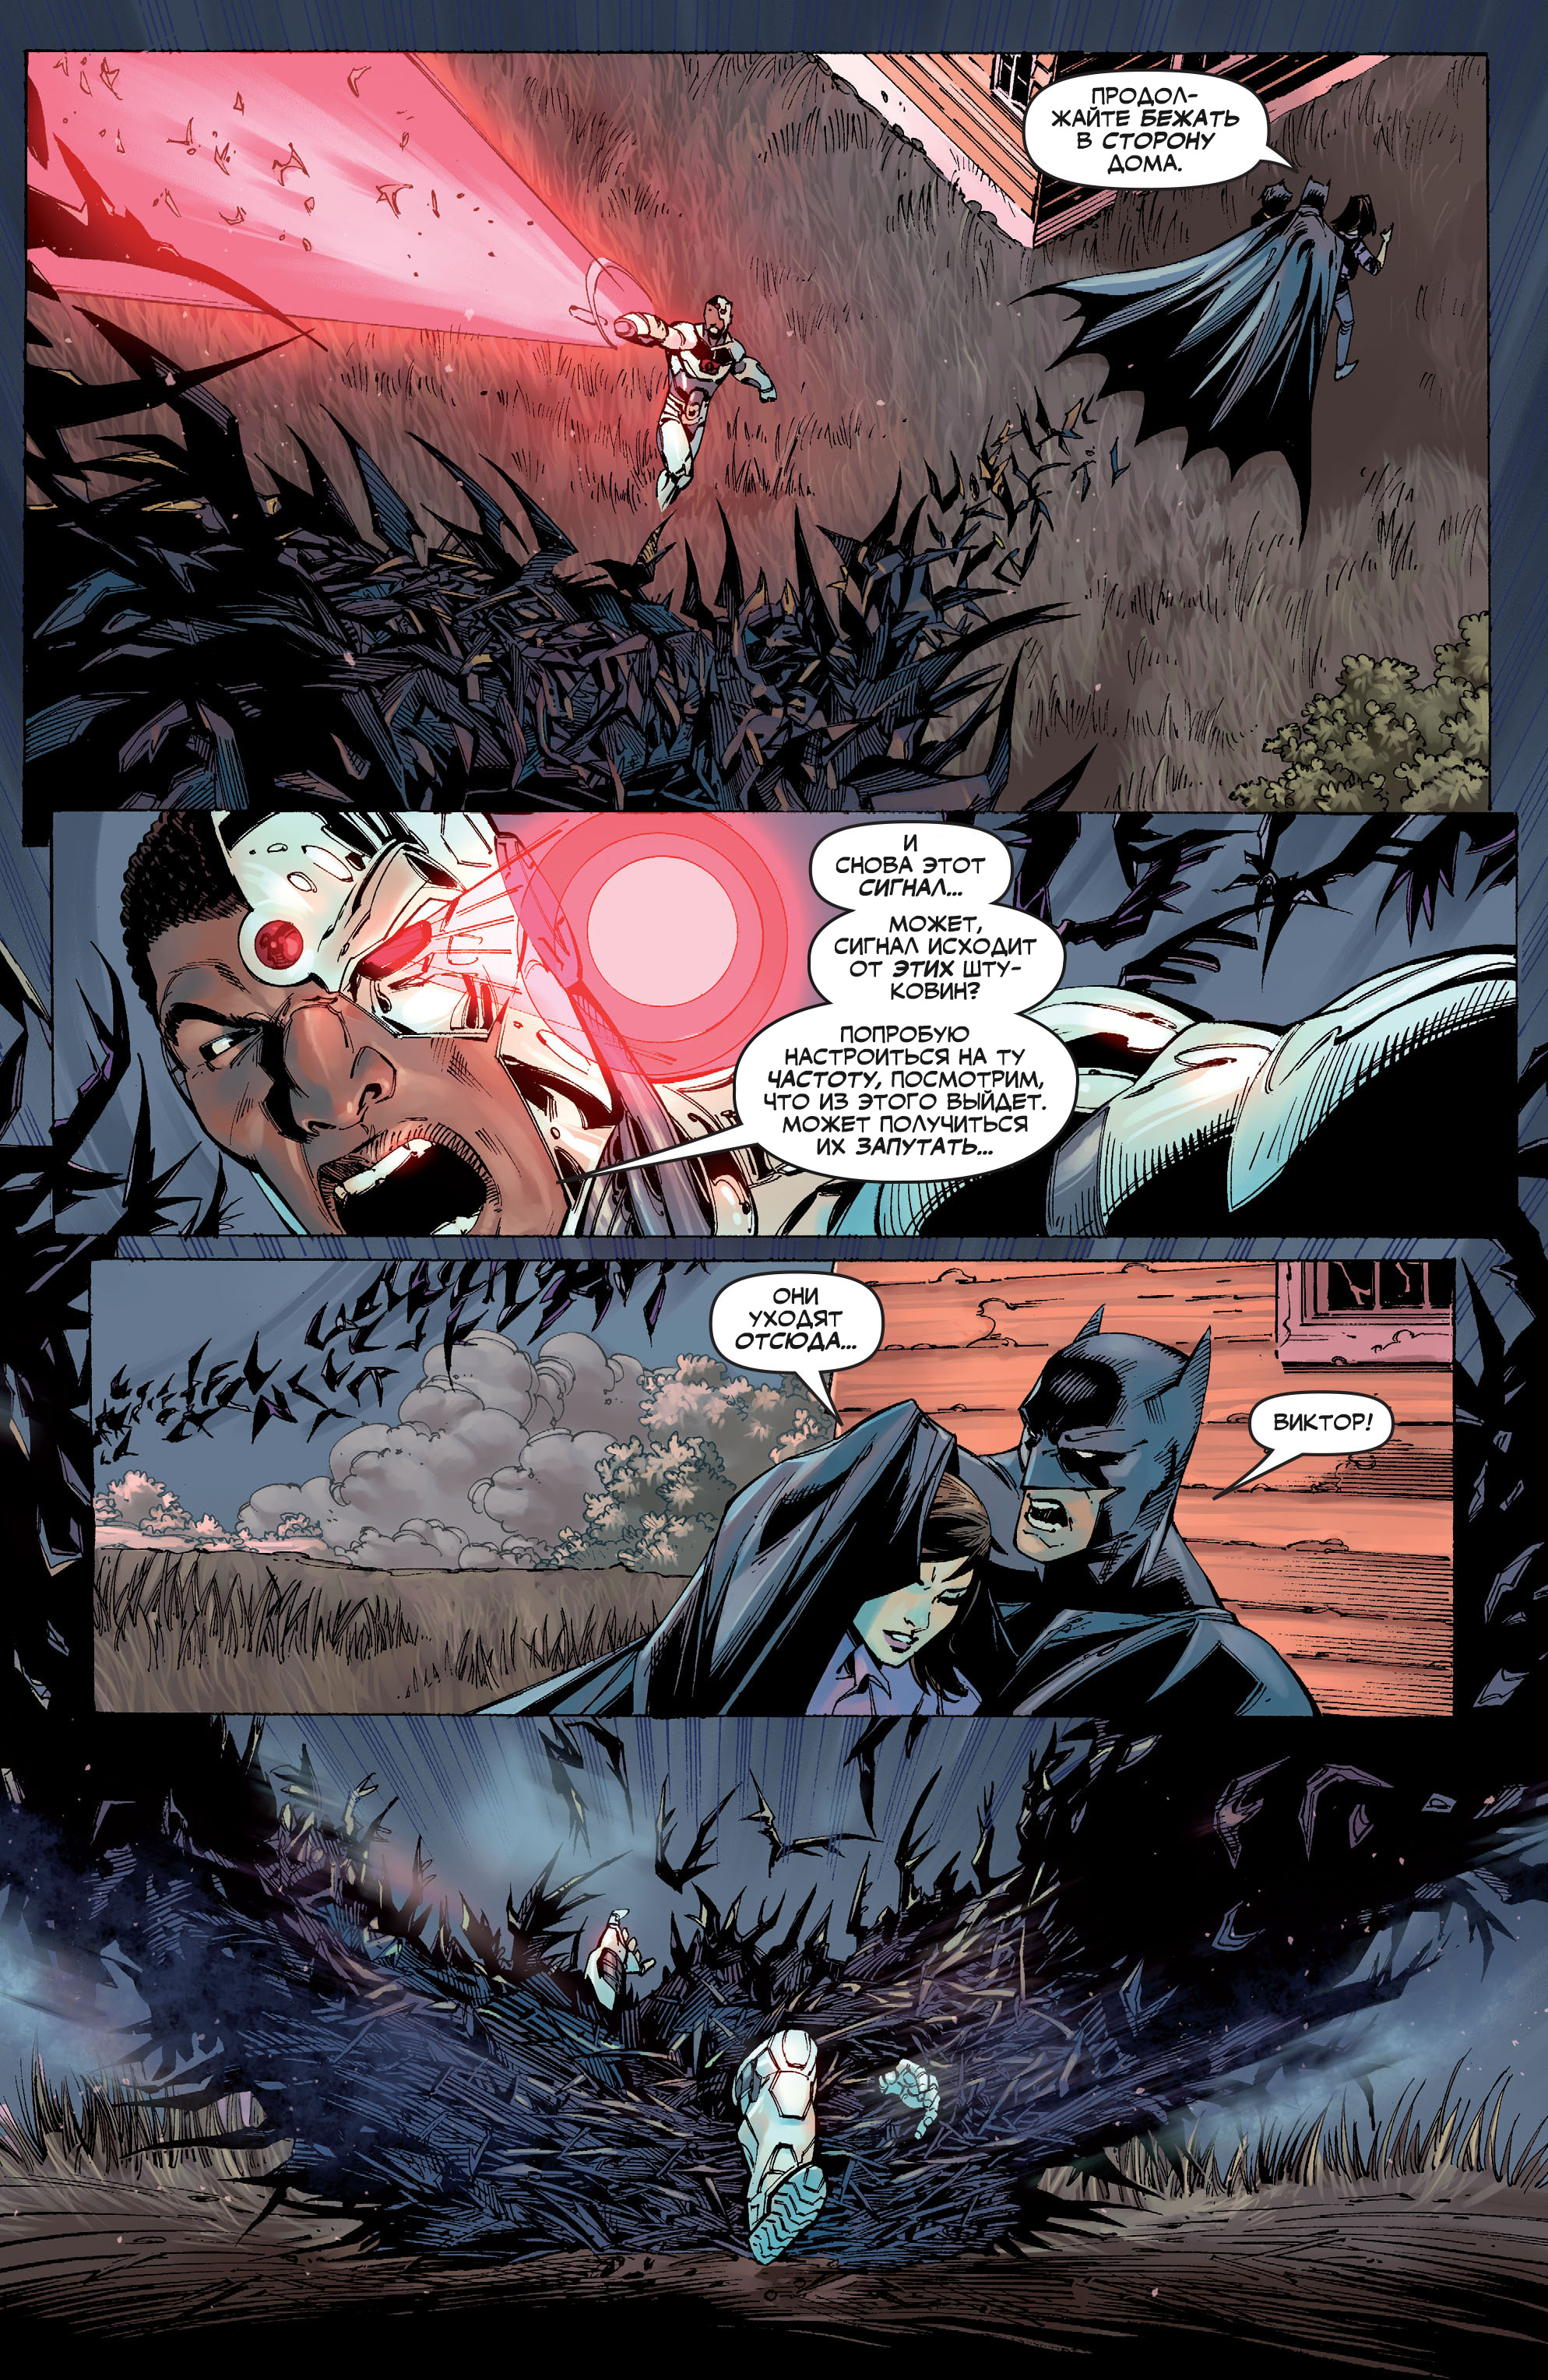 ПРОДОЛ-
ЖАЙТЕ БЕЖАТЬ
В СТОРОНУ
ДОМА.
И
СНОВА ЭТОТ
СИГНАЛ...
МОЖЕТ,
СИГНАЛ ИСХОДИТ
ОТ ЭТИХ ШТУ-
КОВИН?
ПОПРОБУЮ
НАСТРОИТЬСЯ НА ТУ
ЧАСТОТУ, ПОСМОТРИМ,
ЧТО ИЗ ЭТОГО ВЫЙДЕТ.
МОЖЕТ ПОЛУЧИТЬСЯ
ИХ ЗАПУТАТЬ...
ОНИ
УХОДЯТ
ОТСЮДА...
ВИКТОР!